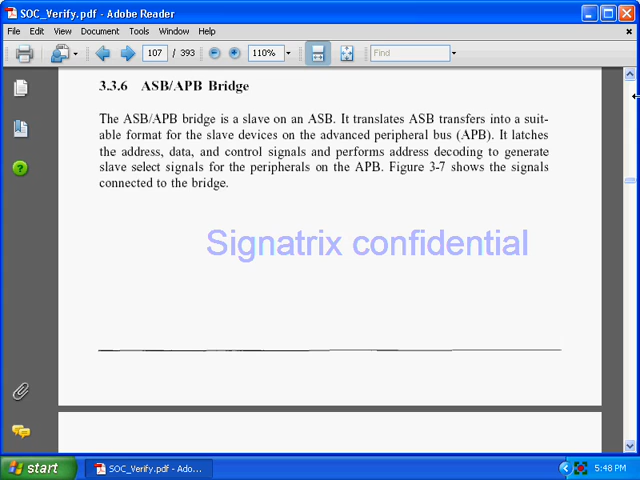 SOC_Verify.pdf - Adobe Reader
File Edit View Document Tools Window Help
107 / 393 110% Find
3.3.6 ASB/APB Bridge
The ASB/APB bridge is a slave on an ASB. It translates ASB transfers into a suit-
able format for the slave devices on the advanced peripheral bus (APB). It latches
the address, data, and control signals and performs address decoding to generate
slave select signals for the peripherals on the APB. Figure 3-7 shows the signals
connected to the bridge.
Signatrix confidential
start SOC_Verify.pdf - Ado... 5:48 PM